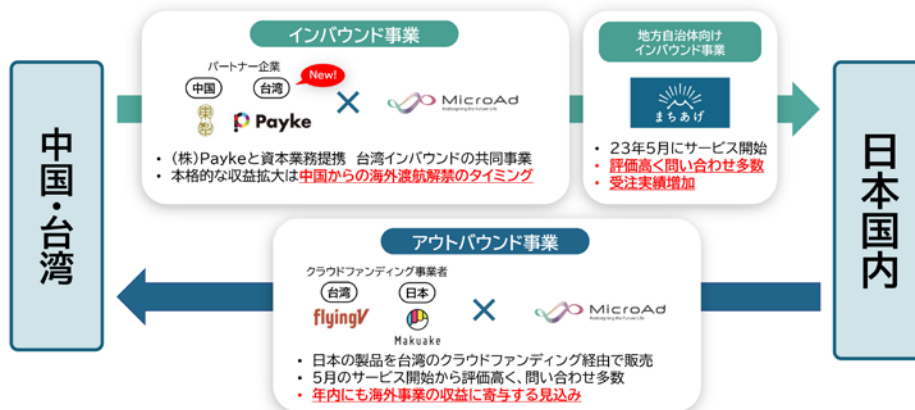 中国・台湾
インバウンド事業
パートナー企業
中国
台湾
New!
Payke
×
MicroAd
Redesigning the Future Life
・ (株)Paykeと資本業務提携 台湾インバウンドの共同事業
・ 本格的な収益拡大は中国からの海外渡航解禁のタイミング
地方自治体向け
インバウンド事業
まちあげ
・ 23年5月にサービス開始
・ 評価高く問い合わせ多数
・ 受注実績増加
日本国内
アウトバウンド事業
クラウドファンディング事業者
台湾
日本
flyingV
Makuake
×
MicroAd
Redesigning the Future Life
・ 日本の製品を台湾のクラウドファンディング経由で販売
・ 5月のサービス開始から評価高く、問い合わせ多数
・ 年内にも海外事業の収益に寄与する見込み